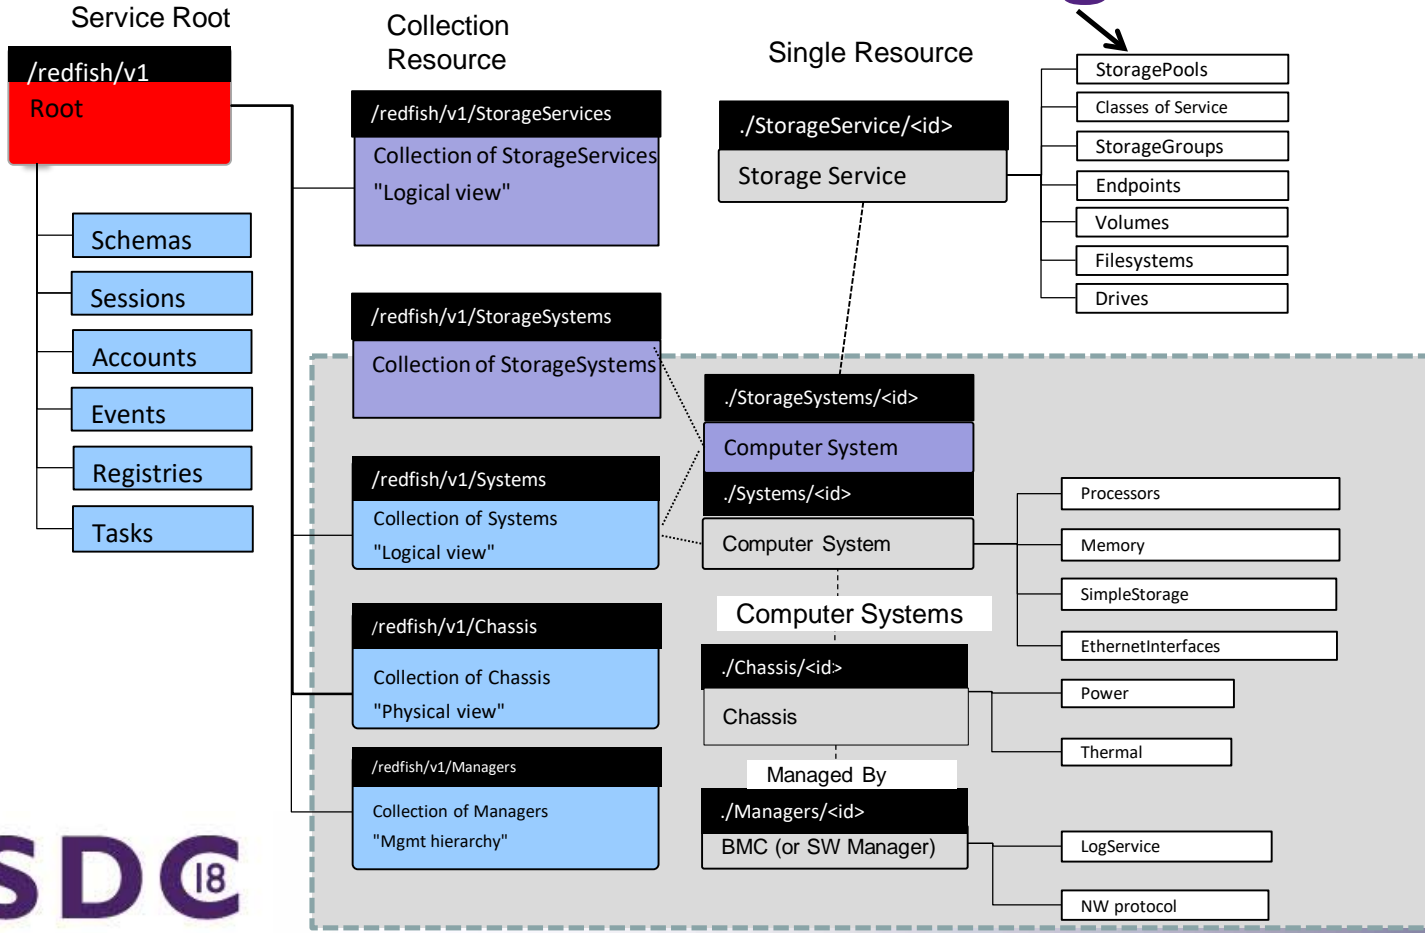 Service Root
Collection
Resource
Single Resource
/redfish/v1
Root
Schemas
Sessions
Accounts
Events
Registries
Tasks
/redfish/v1/StorageServices
Collection of StorageServices
"Logical view"
/redfish/v1/StorageSystems
Collection of StorageSystems
/redfish/v1/Systems
Collection of Systems
"Logical view"
/redfish/v1/Chassis
Collection of Chassis
"Physical view"
/redfish/v1/Managers
Collection of Managers
"Mgmt hierarchy"
./StorageService/<id>
Storage Service
./StorageSystems/<id>
Computer System
./Systems/<id>
Computer System
Computer Systems
./Chassis/<id>
Chassis
Managed By
./Managers/<id>
BMC (or SW Manager)
StoragePools
Classes of Service
StorageGroups
Endpoints
Volumes
Filesystems
Drives
Processors
Memory
SimpleStorage
EthernetInterfaces
Power
Thermal
LogService
NW protocol
SDC 18